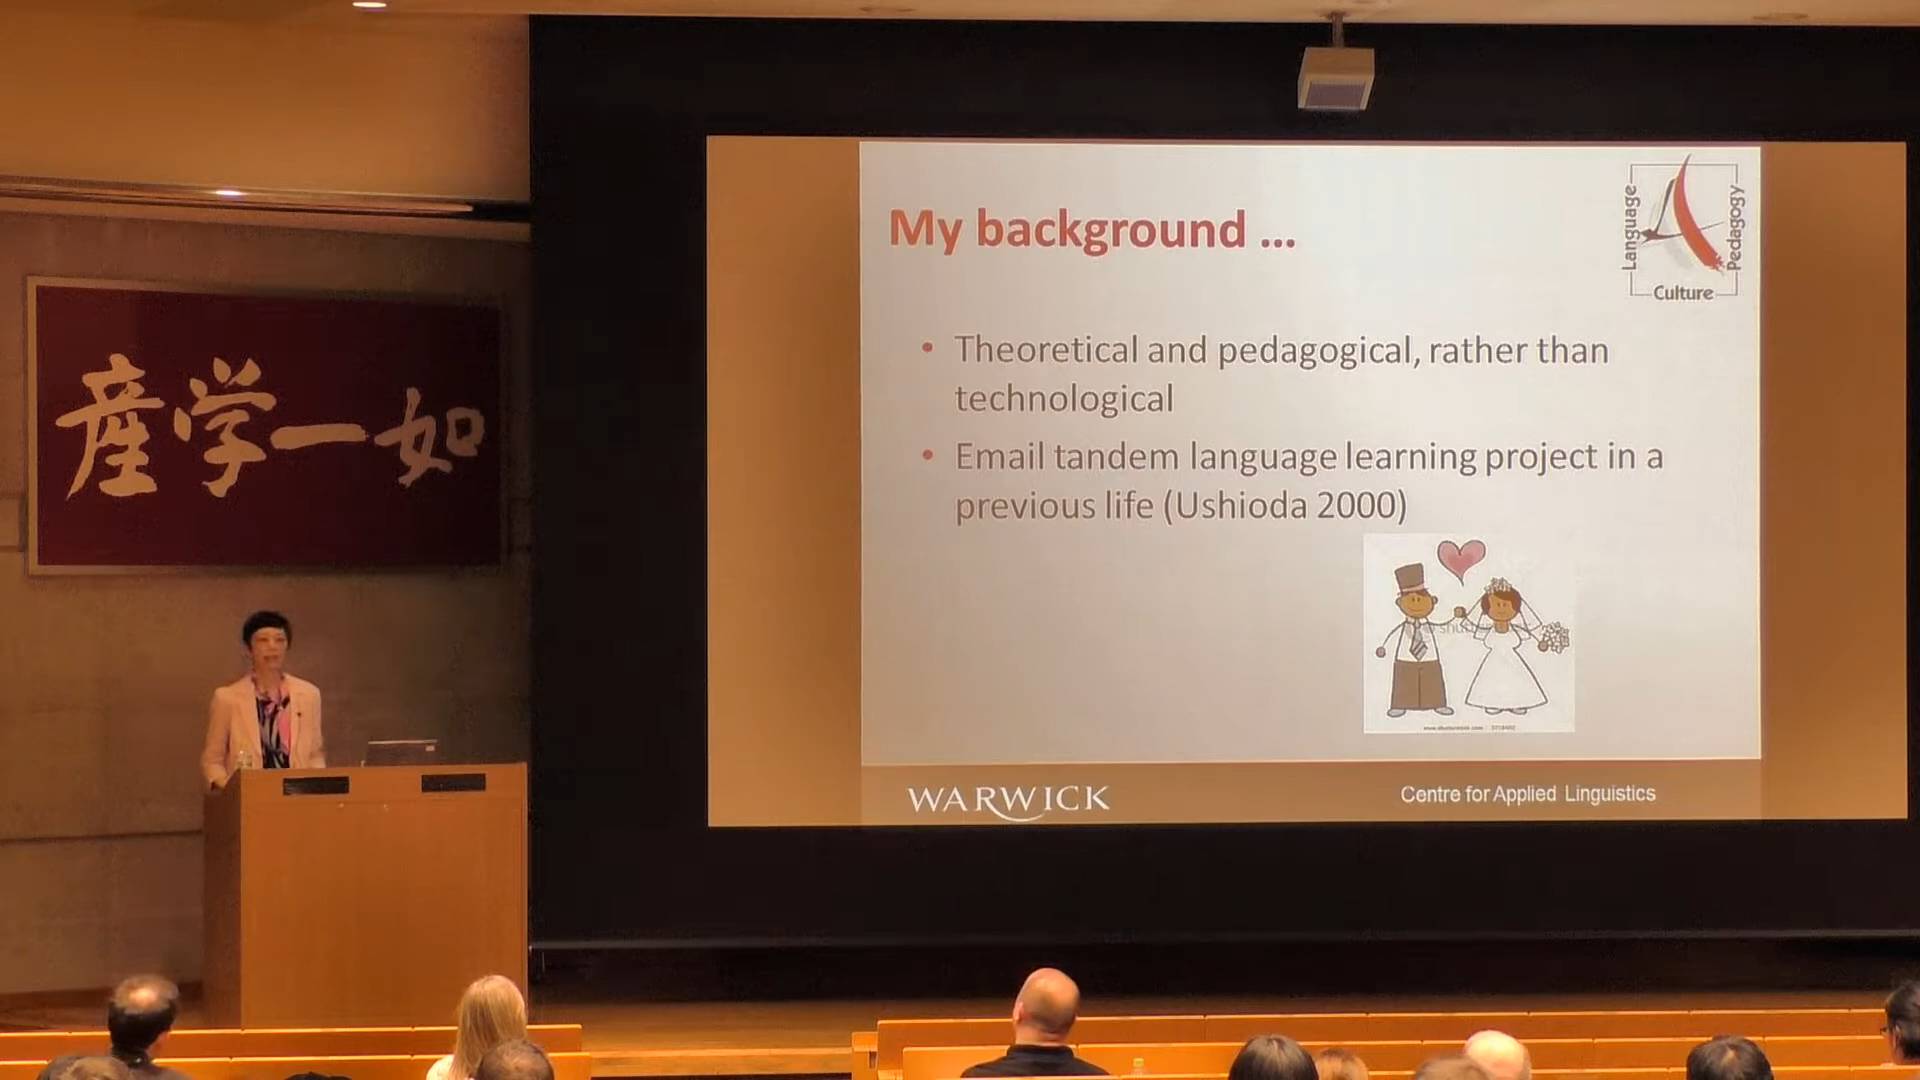 産学一如
My background ...
Language
Pedagogy
Culture
• Theoretical and pedagogical, rather than
technological
• Email tandem language learning project in a
previous life (Ushioda 2000)
WARWICK
Centre for Applied Linguistics